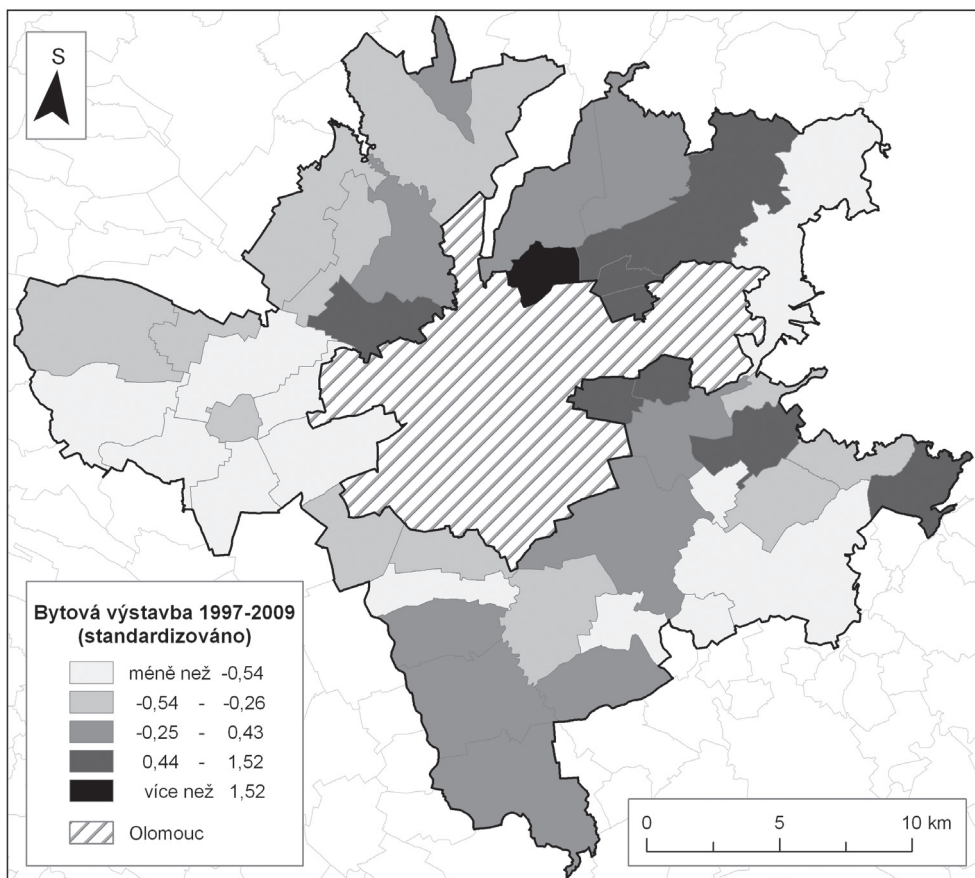 S
Bytová výstavba 1997-2009
(standardizováno)
méně než -0,54
-0,54 - -0,26
-0,25 - 0,43
0,44 - 1,52
více než 1,52
Olomouc
0 5 10 km